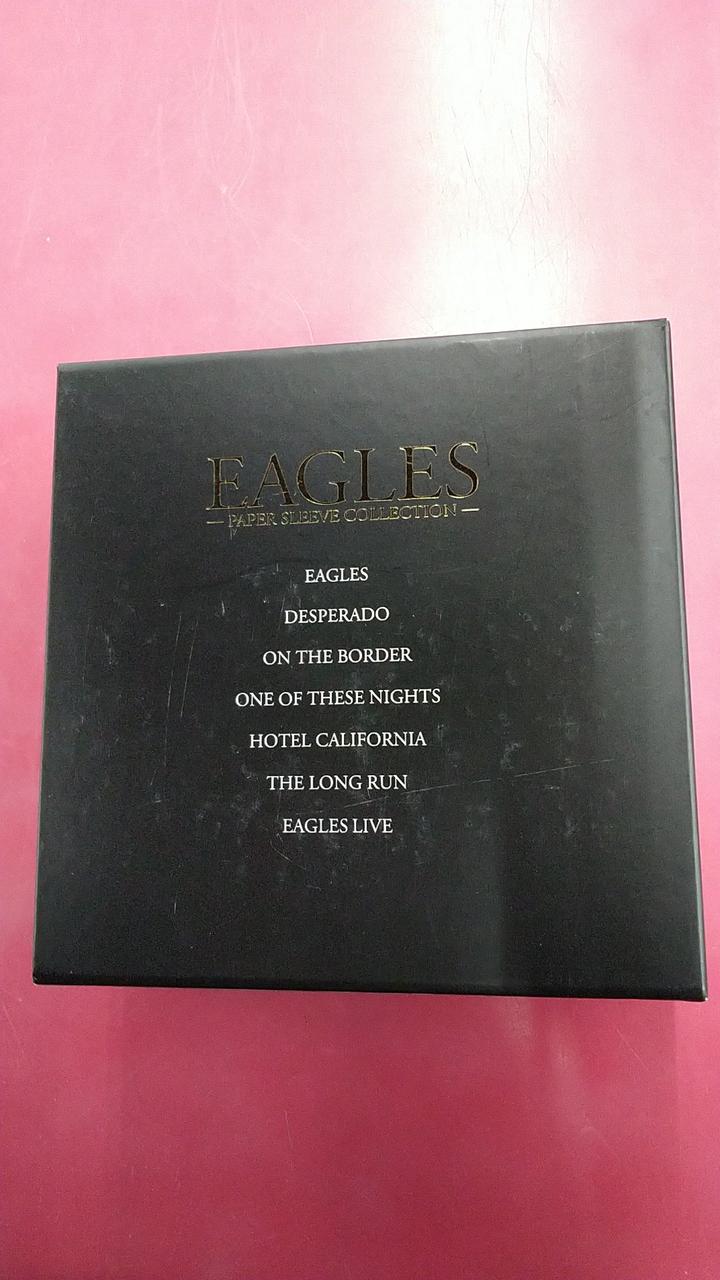 EAGLES
PAPER SLEEVE COLLECTION
EAGLES
DESPERADO
ON THE BORDER
ONE OF THESE NIGHTS
HOTEL CALIFORNIA
THE LONG RUN
EAGLES LIVE